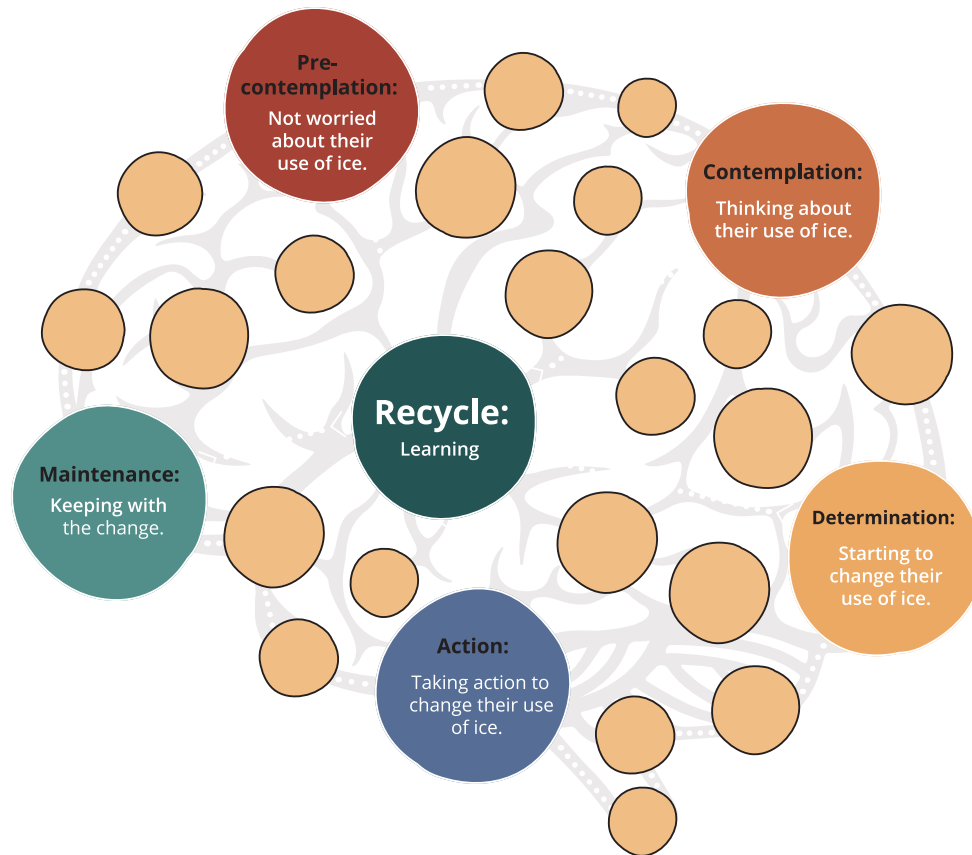 Pre-
contemplation:
Not worried
about their
use of ice.
Contemplation:
Thinking about
their use of ice.
Recycle:
Learning
Maintenance:
Keeping with
the change.
Determination:
Starting to
change their
use of ice.
Action:
Taking action to
change their use
of ice.